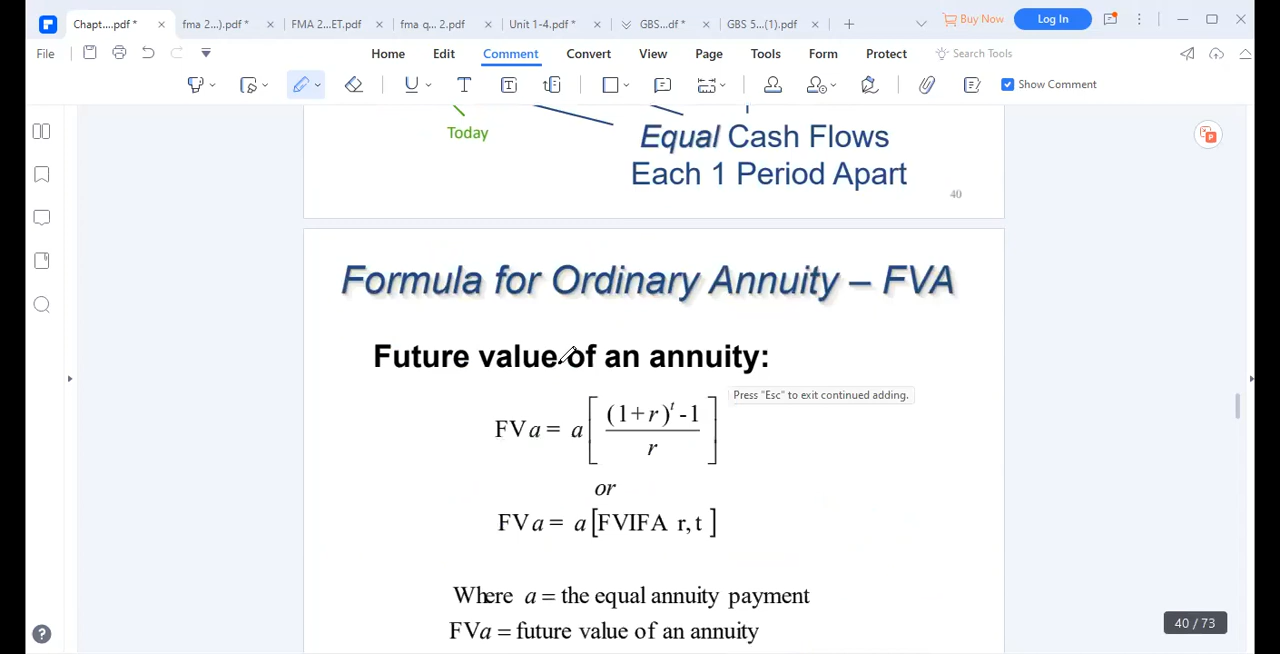 Chapt....pdf * × fma 2...).pdf * × FMA 2...ET.pdf × fma q... 2.pdf × Unit 1-4.pdf * × GBS...df * × GBS 5...(1).pdf × + Buy Now Log In
File Home Edit Comment Convert View Page Tools Form Protect Search Tools
Show Comment
Today
Equal Cash Flows
Each 1 Period Apart
40
Formula for Ordinary Annuity – FVA
Future value of an annuity:
Press "Esc" to exit continued adding.
FVa = a[ (1+r)^t -1 / r ]
or
FVa = a [FVIFA r,t ]
Where a = the equal annuity payment
FVa = future value of an annuity
40 / 73